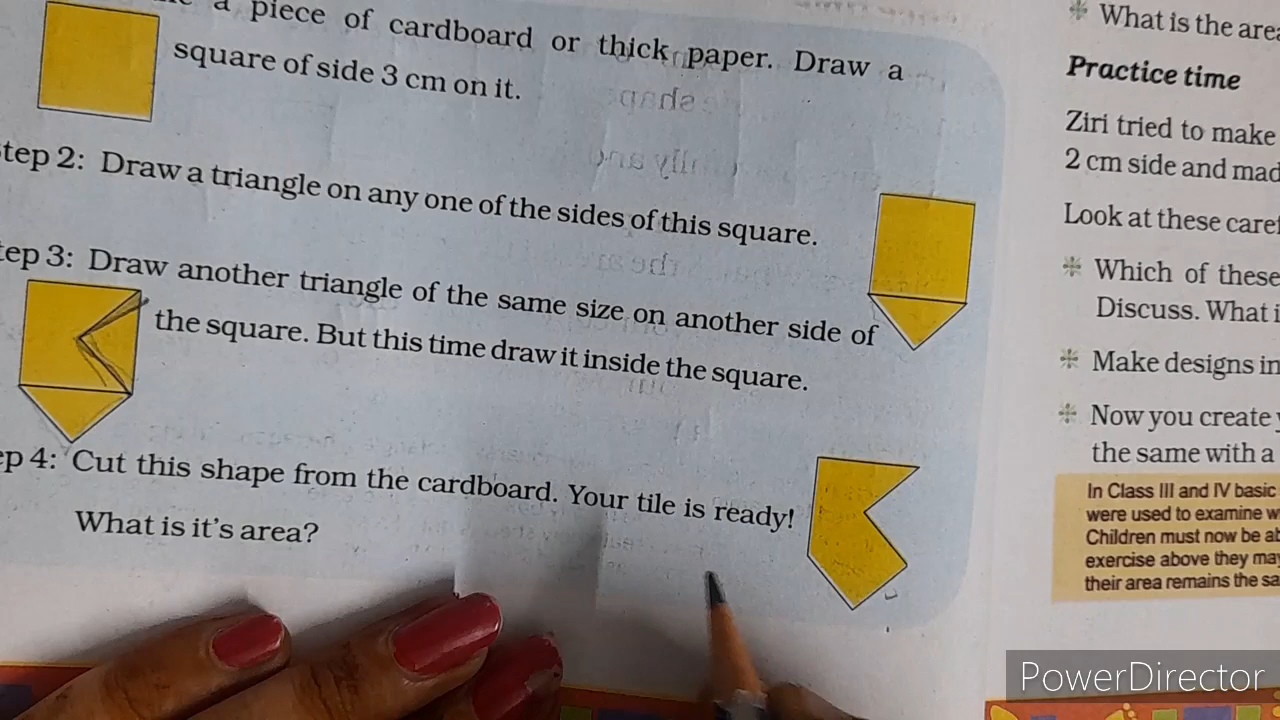 a piece of cardboard or thick paper. Draw a
square of side 3 cm on it.
tep 2: Draw a triangle on any one of the sides of this square.
tep 3: Draw another triangle of the same size on another side of
the square. But this time draw it inside the square.
ep 4: Cut this shape from the cardboard. Your tile is ready!
What is it's area?
What is the area
Practice time
Ziri tried to make
2 cm side and mad
Look at these caref
Which of these
Discuss. What i
Make designs in
Now you create y
the same with a
In Class III and IV basic
were used to examine w
Children must now be ab
exercise above they may
their area remains the sa
PowerDirector